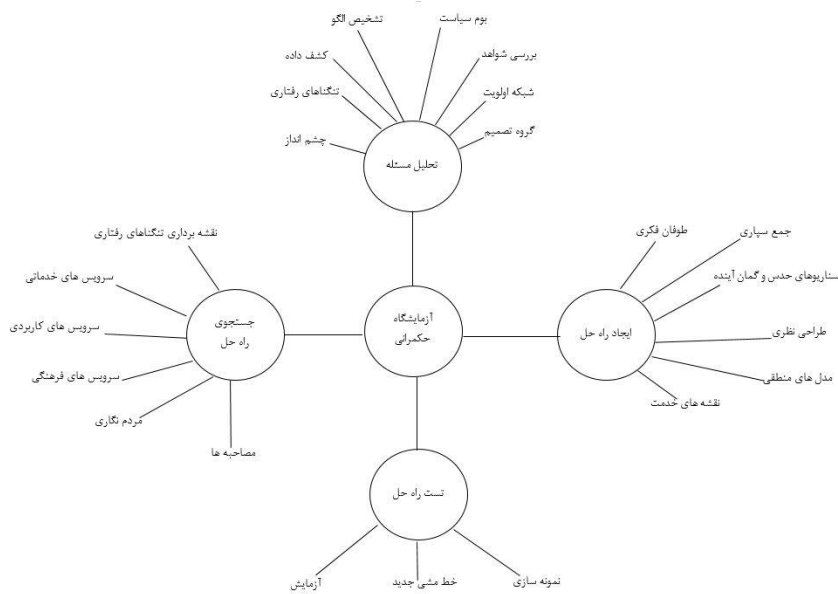 تشخیص الگو
بوم سیاست
کشف داده
بررسی شواهد
تنگناهای رفتاری
شبکه اولویت
چشم انداز
گروه تصمیم
تحلیل مسئله
نقشه برداری تنگناهای رفتاری
سرویس های خدماتی
سرویس های کاربردی
سرویس های فرهنگی
مردم نگاری
مصاحبه ها
جستجوی
راه حل
آزمایشگاه
حکمرانی
طوفان فکری
جمع سپاری
سناریوهای حدس و گمان آینده
طراحی نظری
مدل های منطقی
نقشه های خدمت
ایجاد راه حل
تست راه حل
آزمایش
خط مشی جدید
نمونه سازی